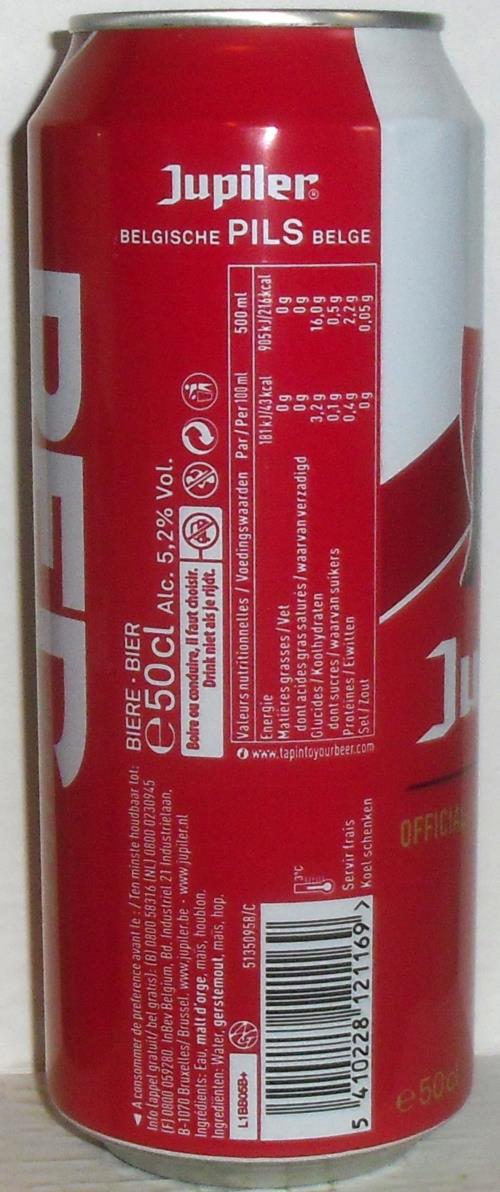 Jupiler®
BELGISCHE PILS BELGE
BIERE · BIER
℮50cl Alc. 5,2% Vol.
Boire ou conduire, il faut choisir.
Drink niet als je rijdt.
Valeurs nutritionnelles / Voedingswaarden Par / Per 100 ml 500 ml
Energie 181 kJ/43 kcal 905 kJ/216kcal
Matières grasses / Vet 0g 0g
dont acides gras saturés / waarvan verzadigd 0g 0g
Glucides / Koolhydraten 3,2g 16,0g
dont sucres / waarvan suikers 0,1g 0,5g
Protéines / Eiwitten 0,4g 2,2g
Sel / Zout 0g 0,05g
www.tapintoyourbeer.com
◄ A consommer de préférence avant le : / Ten minste houdbaar tot:
Info (appel gratuit/ bel gratis): (B) 0800 58316 (NL) 0800 0230945
(F) 0800 059280. InBev Belgium, Bd. Industriel 21 Industrielaan,
B-1070 Bruxelles/ Brussel. www.jupiler.be - www.jupiler.nl
Ingrédients: Eau, malt d'orge, maïs, houblon.
Ingrediënten: Water, gerstemout, maïs, hop.
L1BB05B+
51350958/C
5 410228 121169 >
3°C
Servir frais
Koel schenken
Ju
OFFICIAL
℮50cl